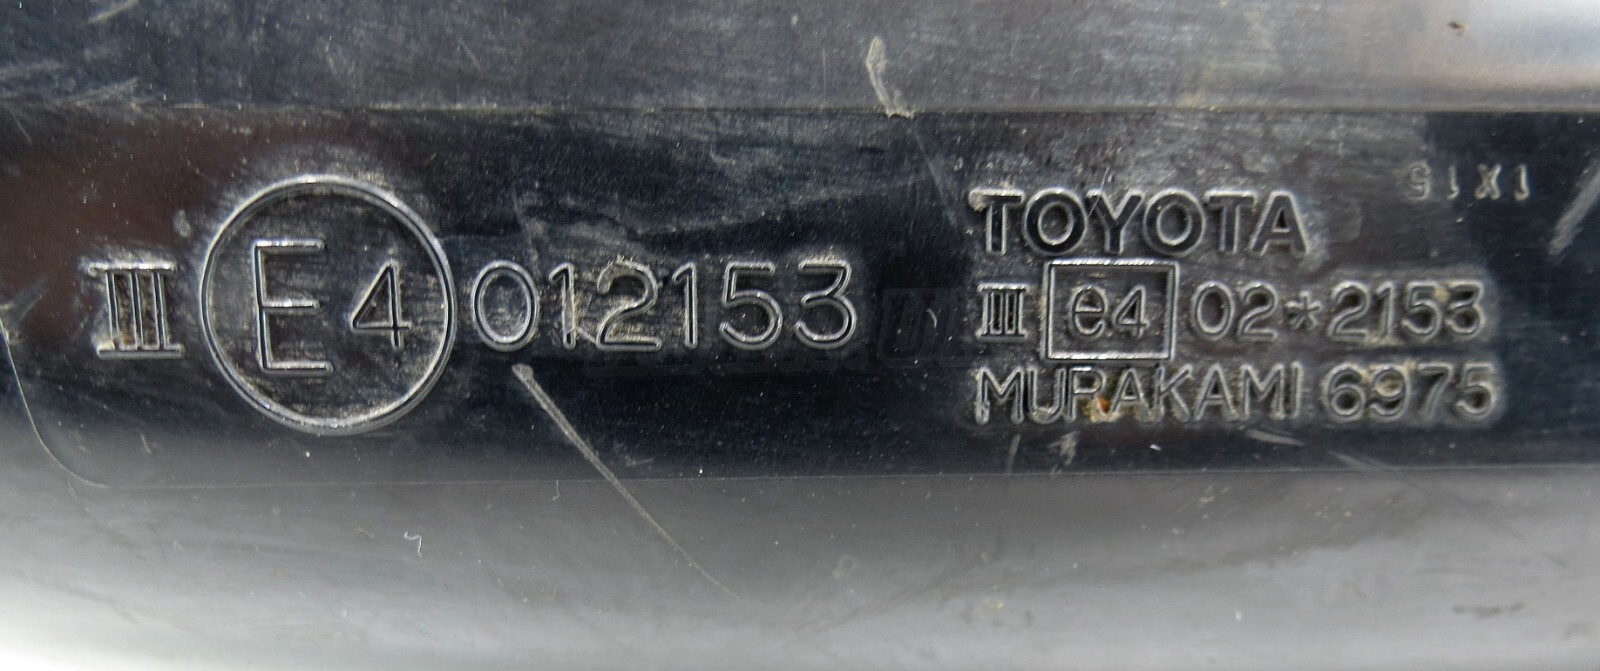 III E4 012153
TOYOTA
III e4 02*2153
MURAKAMI 6975